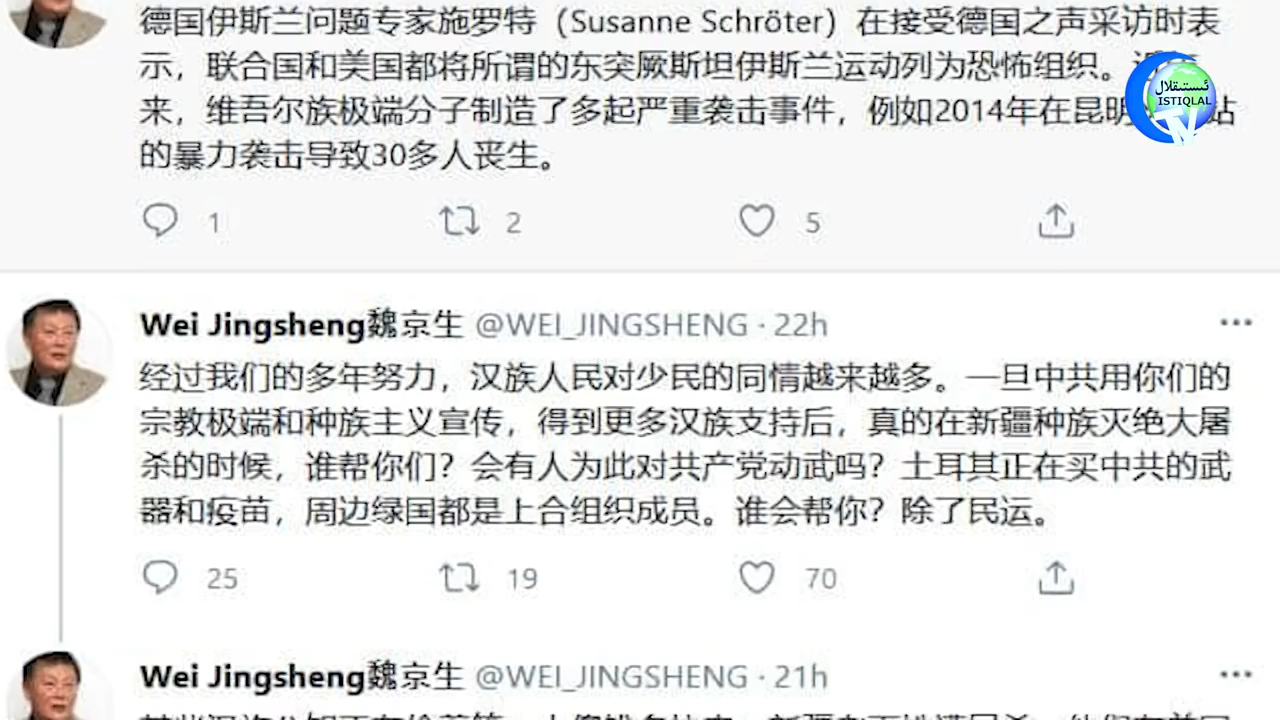 德国伊斯兰问题专家施罗特（Susanne Schröter）在接受德国之声采访时表
示，联合国和美国都将所谓的东突厥斯坦伊斯兰运动列为恐怖组织。
来，维吾尔族极端分子制造了多起严重袭击事件，例如2014年在昆明 站
的暴力袭击导致30多人丧生。
ئىستىقلال
ISTIQLAL
TV
1 2 5
Wei Jingsheng魏京生 @WEI_JINGSHENG · 22h
经过我们的多年努力，汉族人民对少民的同情越来越多。一旦中共用你们的
宗教极端和种族主义宣传，得到更多汉族支持后，真的在新疆种族灭绝大屠
杀的时候，谁帮你们？会有人为此对共产党动武吗？土耳其正在买中共的武
器和疫苗，周边绿国都是上合组织成员。谁会帮你？除了民运。
25 19 70
Wei Jingsheng魏京生 @WEI_JINGSHENG · 21h